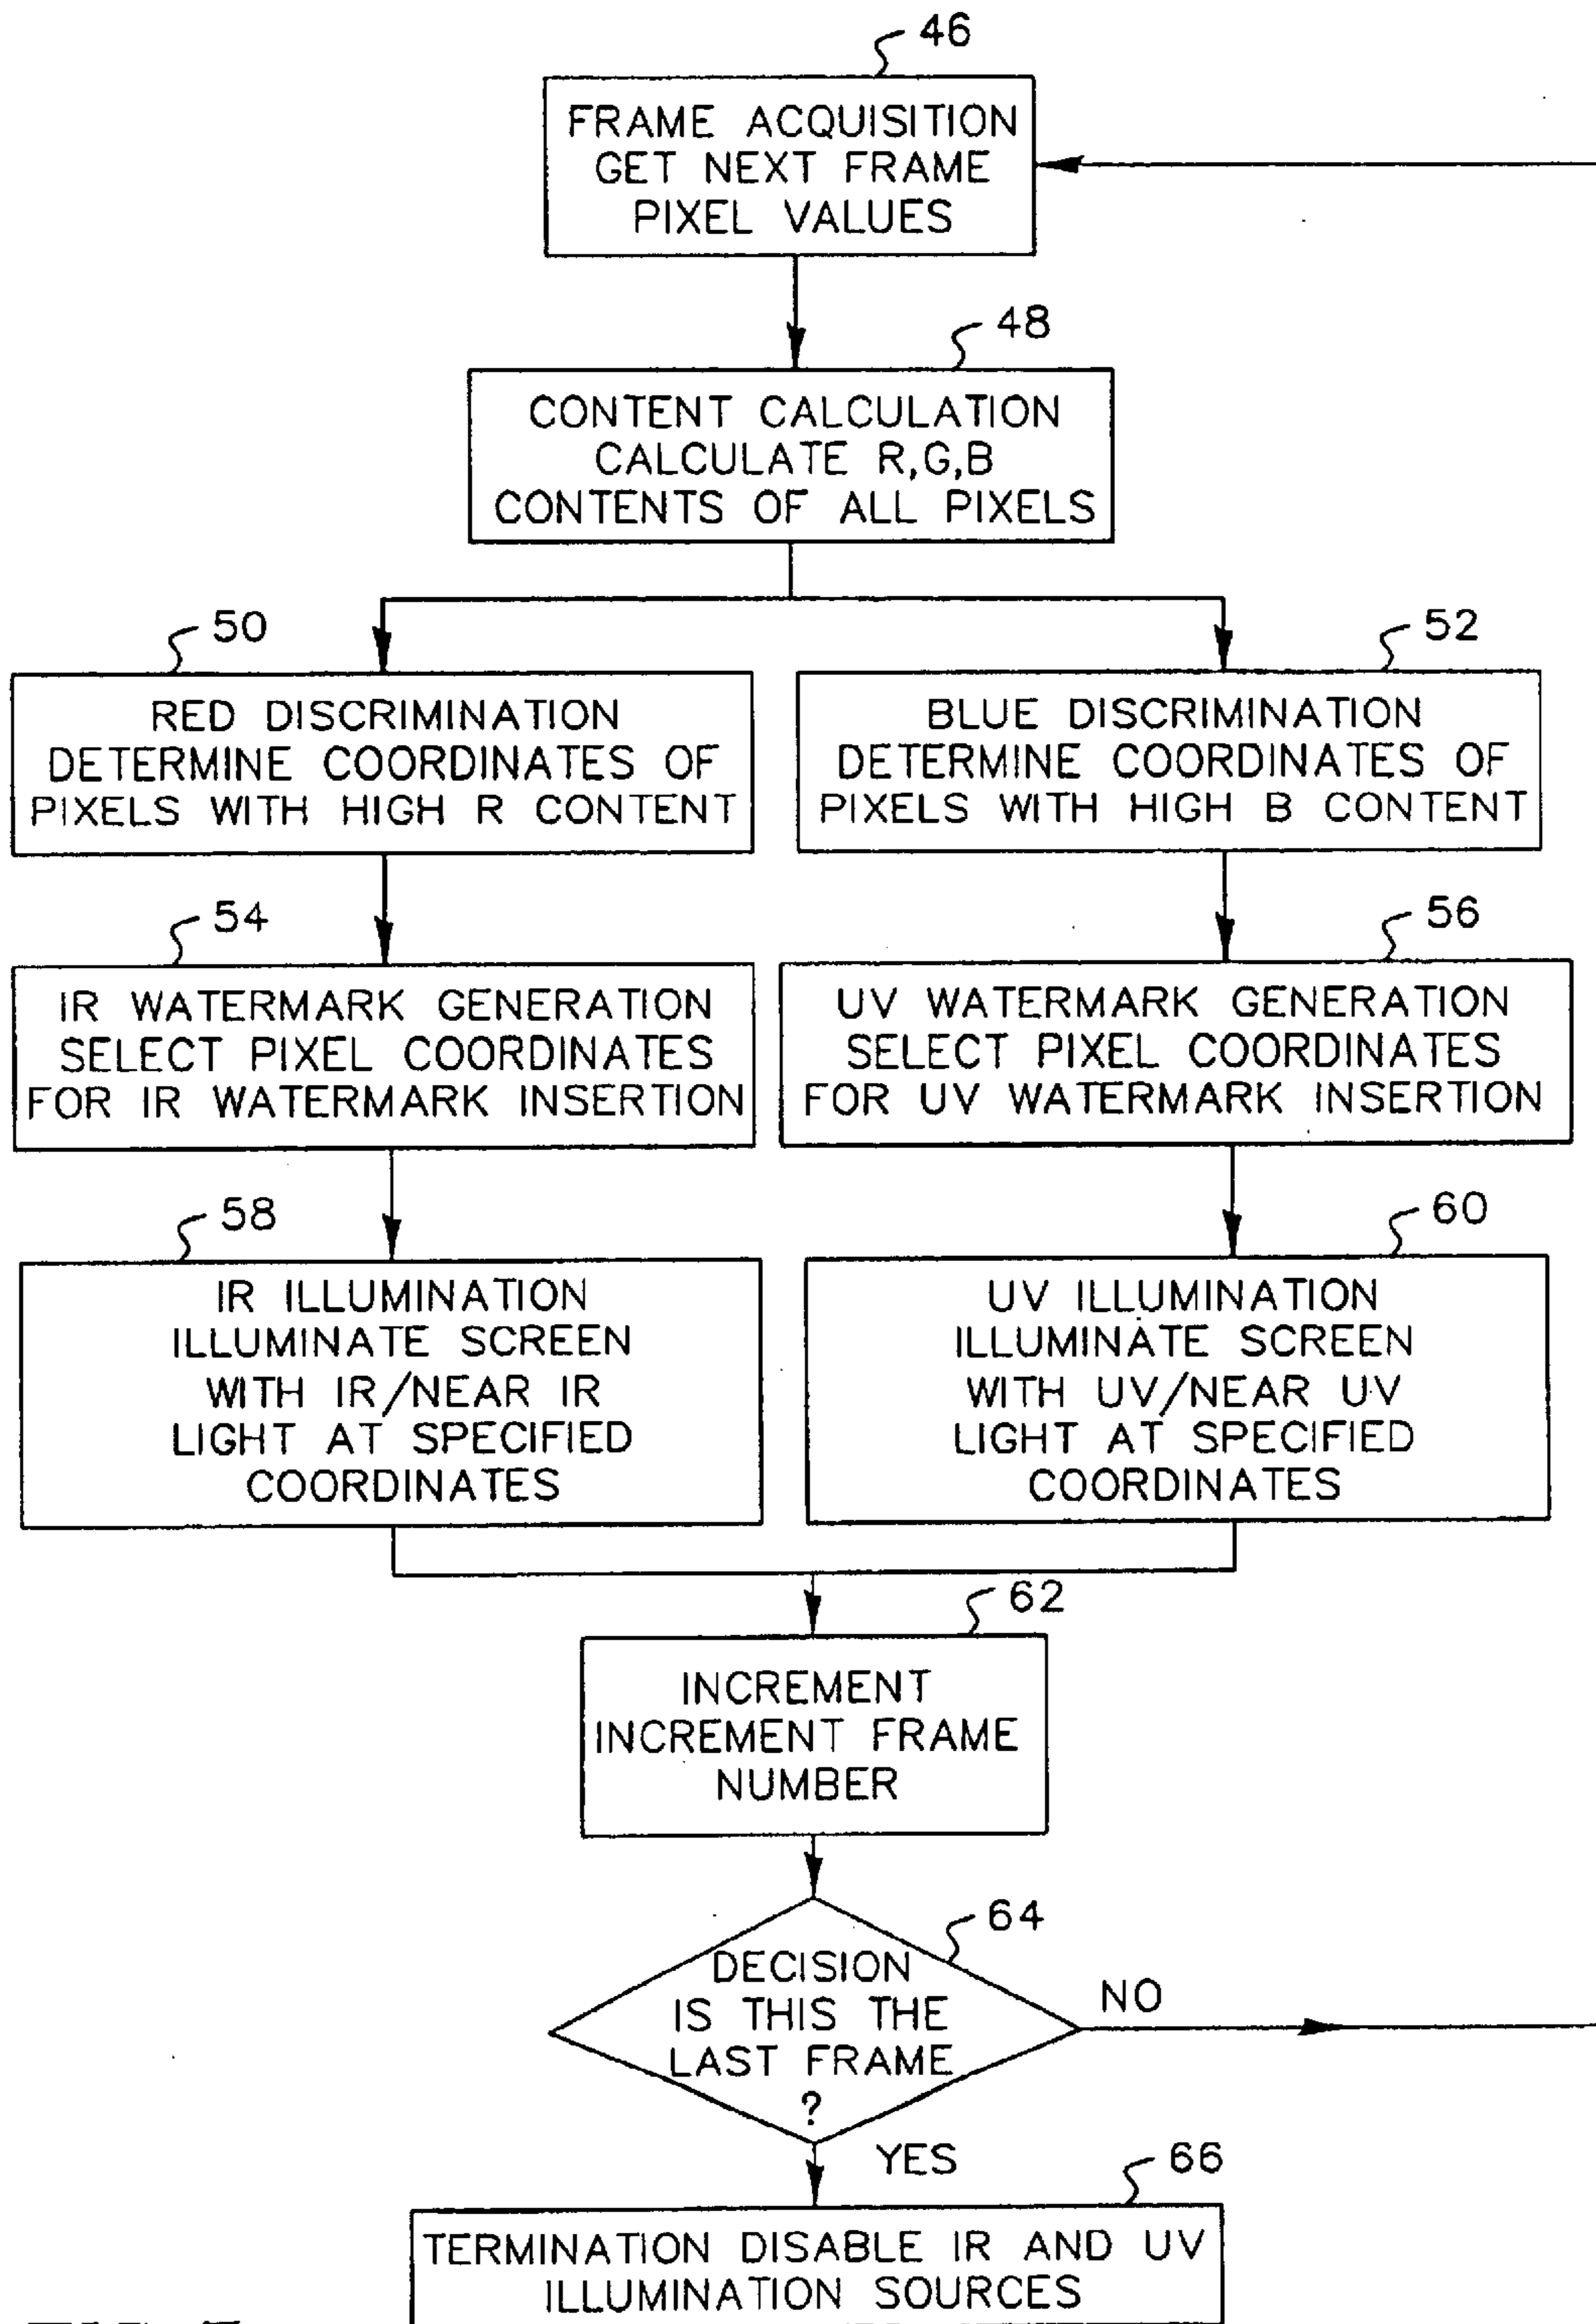 46
FRAME ACQUISITION
GET NEXT FRAME
PIXEL VALUES
48
CONTENT CALCULATION
CALCULATE R,G,B
CONTENTS OF ALL PIXELS
50
RED DISCRIMINATION
DETERMINE COORDINATES OF
PIXELS WITH HIGH R CONTENT
52
BLUE DISCRIMINATION
DETERMINE COORDINATES OF
PIXELS WITH HIGH B CONTENT
54
IR WATERMARK GENERATION
SELECT PIXEL COORDINATES
FOR IR WATERMARK INSERTION
56
UV WATERMARK GENERATION
SELECT PIXEL COORDINATES
FOR UV WATERMARK INSERTION
58
IR ILLUMINATION
ILLUMINATE SCREEN
WITH IR/NEAR IR
LIGHT AT SPECIFIED
COORDINATES
60
UV ILLUMINATION
ILLUMINATE SCREEN
WITH UV/NEAR UV
LIGHT AT SPECIFIED
COORDINATES
62
INCREMENT
INCREMENT FRAME
NUMBER
64
DECISION
IS THIS THE
LAST FRAME
?
NO
YES
66
TERMINATION DISABLE IR AND UV
ILLUMINATION SOURCES